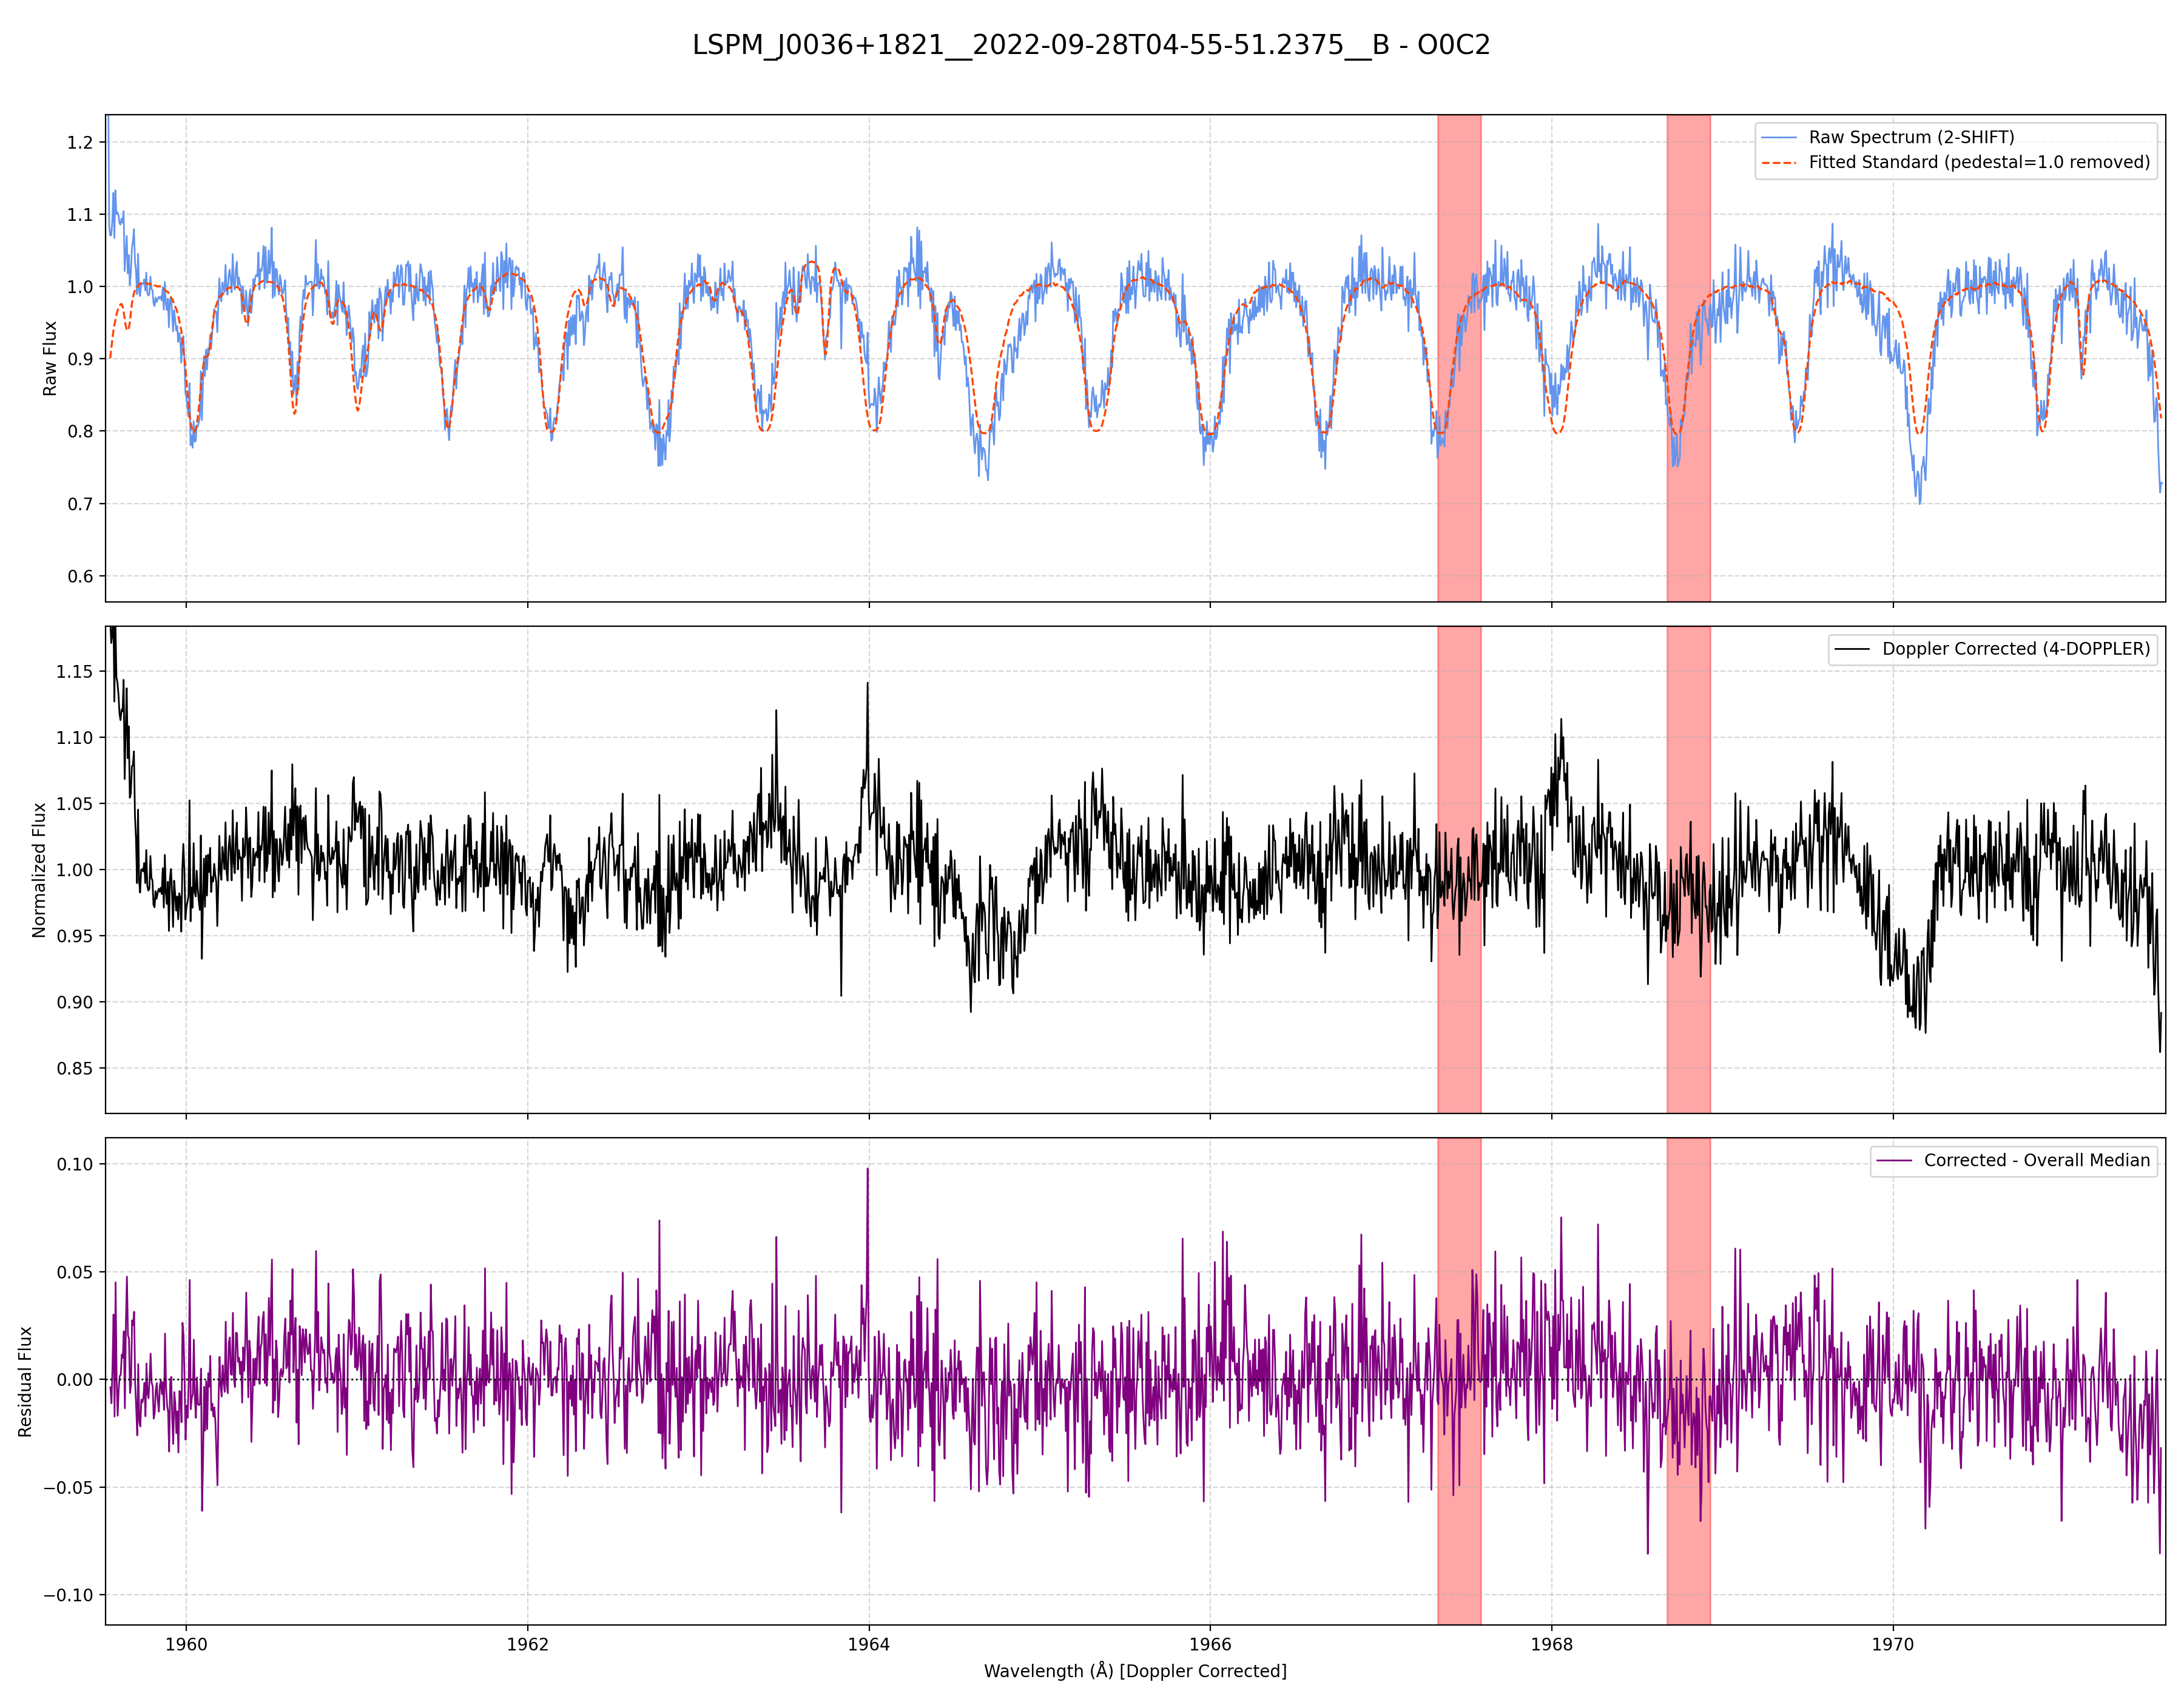 LSPM_J0036+1821__2022-09-28T04-55-51.2375__B - O0C2
Raw Flux
1.2
1.1
1.0
0.9
0.8
0.7
0.6
Raw Spectrum (2-SHIFT)
Fitted Standard (pedestal=1.0 removed)
Normalized Flux
1.15
1.10
1.05
1.00
0.95
0.90
0.85
Doppler Corrected (4-DOPPLER)
Residual Flux
0.10
0.05
0.00
−0.05
−0.10
Corrected - Overall Median
1960 1962 1964 1966 1968 1970
Wavelength (Å) [Doppler Corrected]